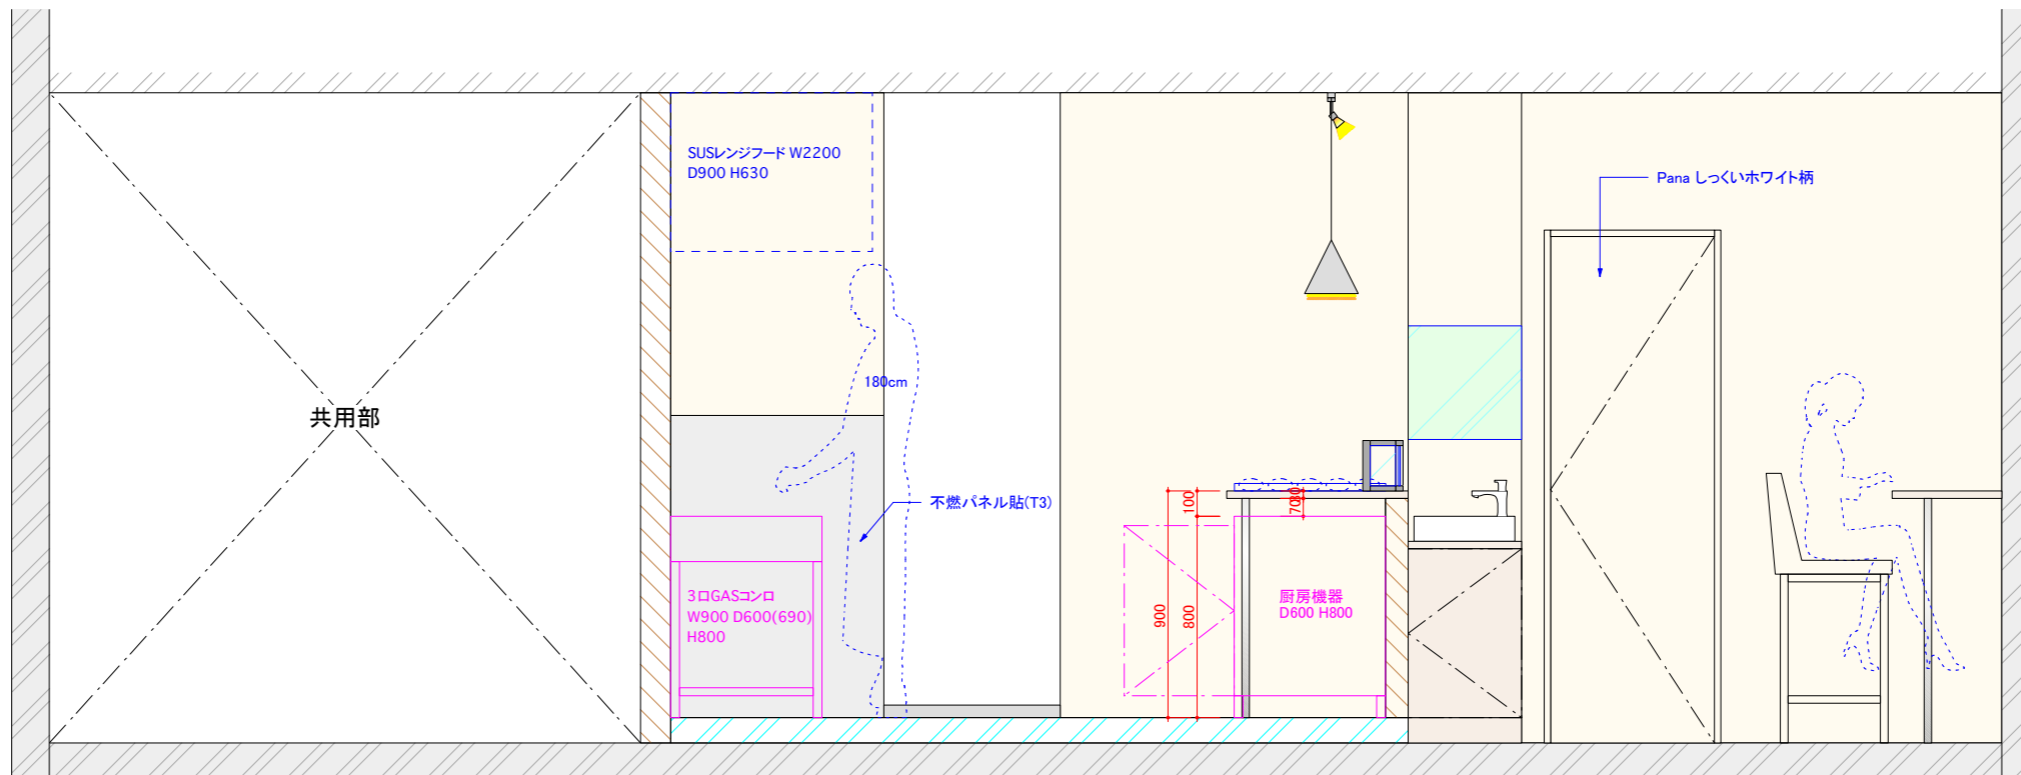 SUSレンジフード W2200
D900 H630
Pana しっくいホワイト柄
180cm
共用部
不燃パネル貼(T3)
100
30
70
900
800
3口GASコンロ
W900 D600(690)
H800
厨房機器
D600 H800